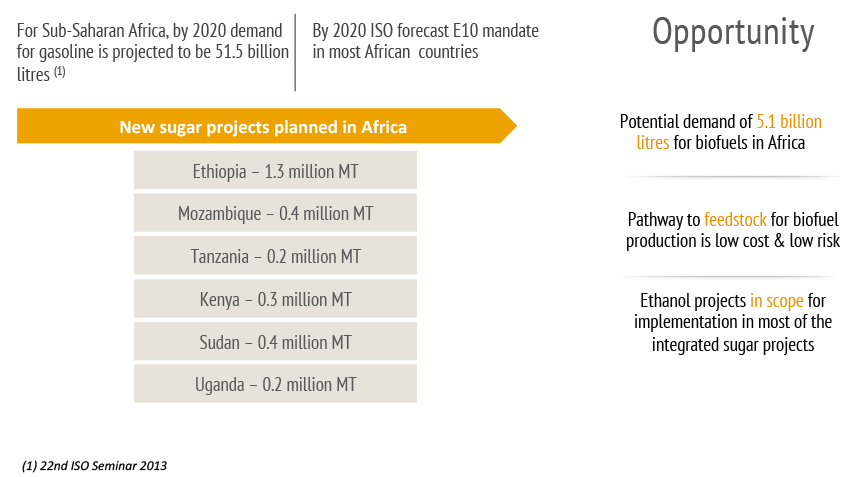 For Sub-Saharan Africa, by 2020 demand
for gasoline is projected to be 51.5 billion
litres (1)
By 2020 ISO forecast E10 mandate
in most African  countries
Opportunity
New sugar projects planned in Africa
Ethiopia – 1.3 million MT
Mozambique – 0.4 million MT
Tanzania – 0.2 million MT
Kenya – 0.3 million MT
Sudan – 0.4 million MT
Uganda – 0.2 million MT
Potential demand of 5.1 billion
litres for biofuels in Africa
Pathway to feedstock for biofuel
production is low cost & low risk
Ethanol projects in scope for
implementation in most of the
integrated sugar projects
(1) 22nd ISO Seminar 2013